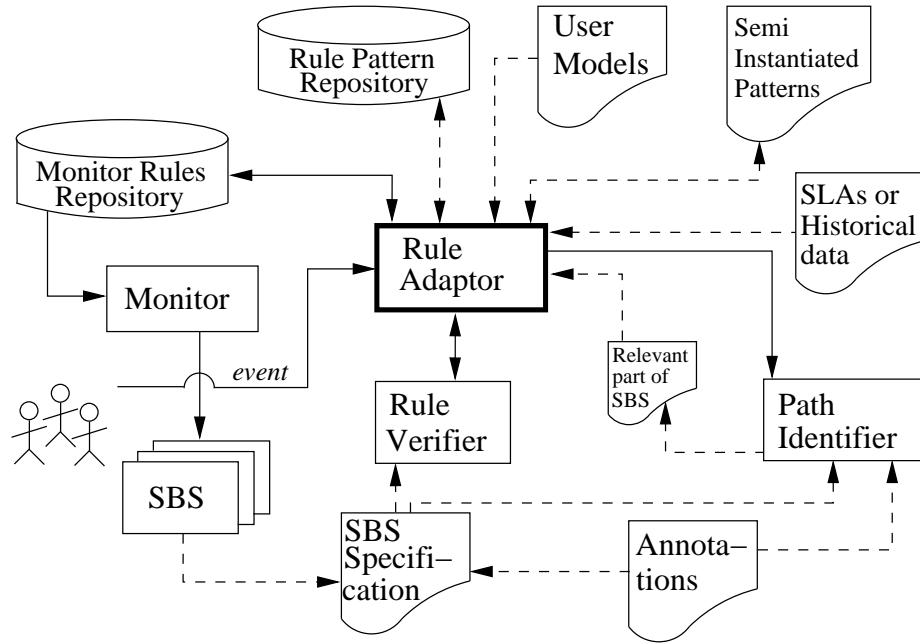 User
Models
Semi
Instantiated
Patterns
Rule Pattern
Repository
Monitor Rules
Repository
SLAs or
Historical
data
Rule
Adaptor
Monitor
event
Relevant
part of
SBS
Rule
Verifier
Path
Identifier
SBS
SBS
Specifi–
cation
Annota–
tions